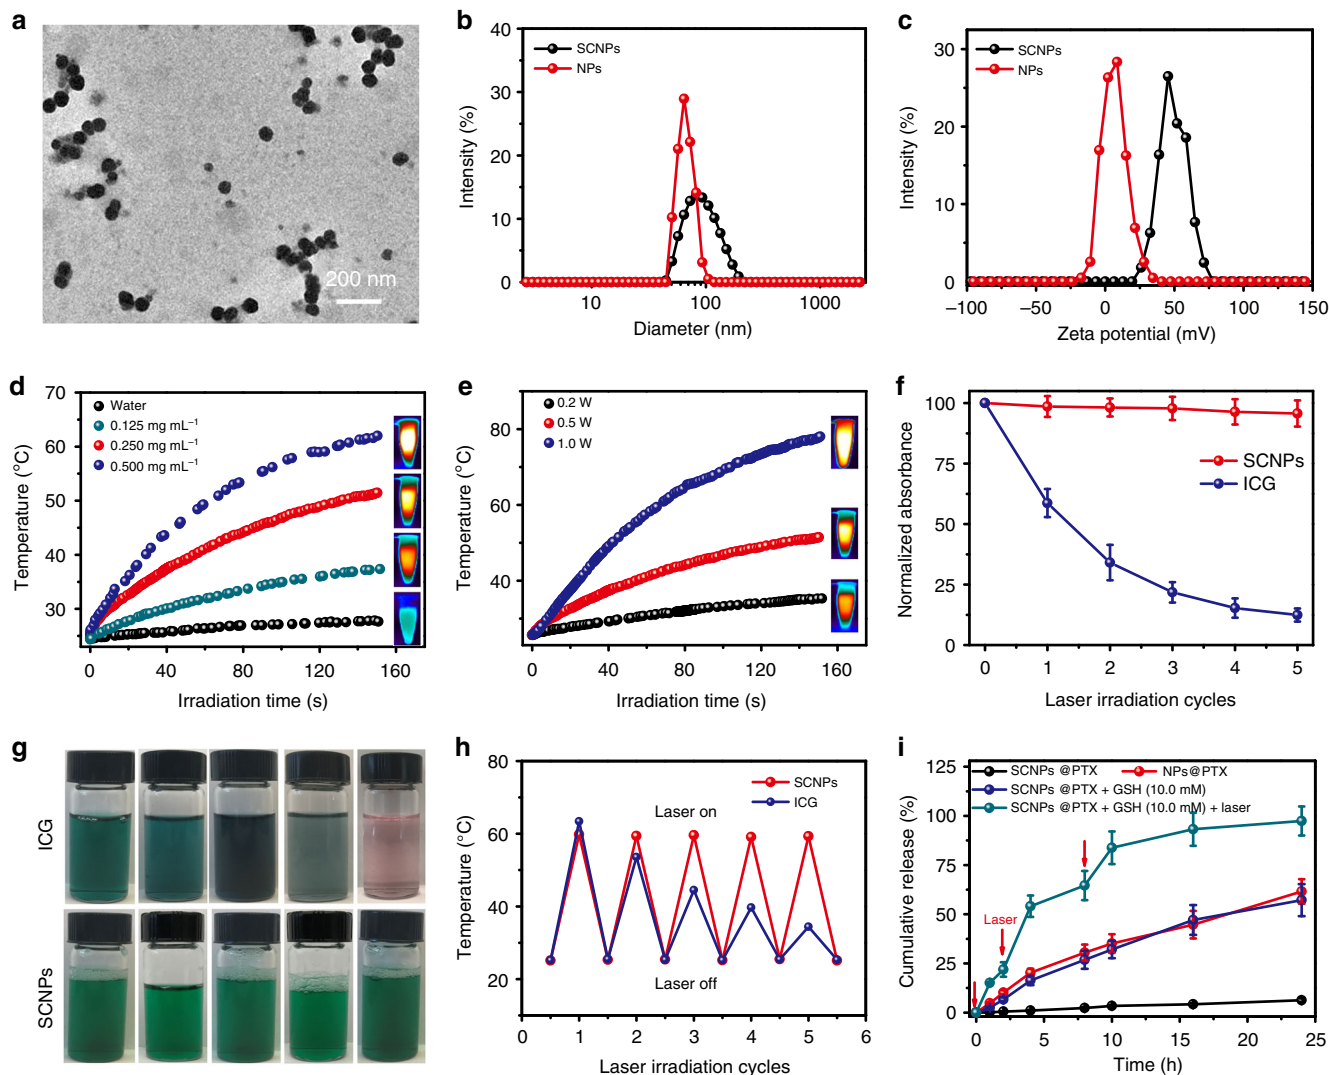 a
200 nm
b
SCNPs
NPs
Intensity (%)
40
30
20
10
0
10
100
1000
Diameter (nm)
c
SCNPs
NPs
Intensity (%)
30
20
10
0
−100
−50
0
50
100
150
Zeta potential (mV)
d
Water
0.125 mg mL⁻¹
0.250 mg mL⁻¹
0.500 mg mL⁻¹
Temperature (°C)
70
60
50
40
30
0
40
80
120
160
Irradiation time (s)
e
0.2 W
0.5 W
1.0 W
Temperature (°C)
80
60
40
0
40
80
120
160
Irradiation time (s)
f
SCNPs
ICG
Normalized absorbance
100
75
50
25
0
0
1
2
3
4
5
Laser irradiation cycles
g
ICG
SCNPs
h
SCNPs
ICG
Laser on
Laser off
Temperature (°C)
80
60
40
20
0
1
2
3
4
5
6
Laser irradiation cycles
i
SCNPs @PTX
NPs@PTX
SCNPs @PTX + GSH (10.0 mM)
SCNPs @PTX + GSH (10.0 mM) + laser
Laser
Cumulative release (%)
125
100
75
50
25
0
0
5
10
15
20
25
Time (h)